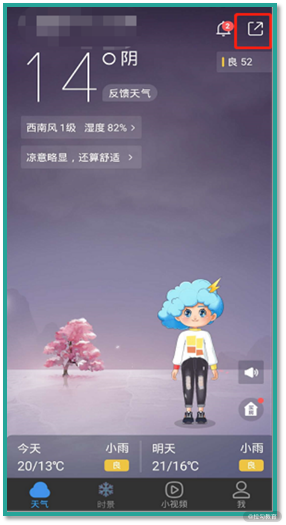 2
14°阴
良 52
反馈天气
西南风 1级 湿度 82% >
凉意略显，还算舒适 >
今天 小雨
20/13℃ 良
明天 小雨
21/16℃ 良
天气 时景 小视频 我